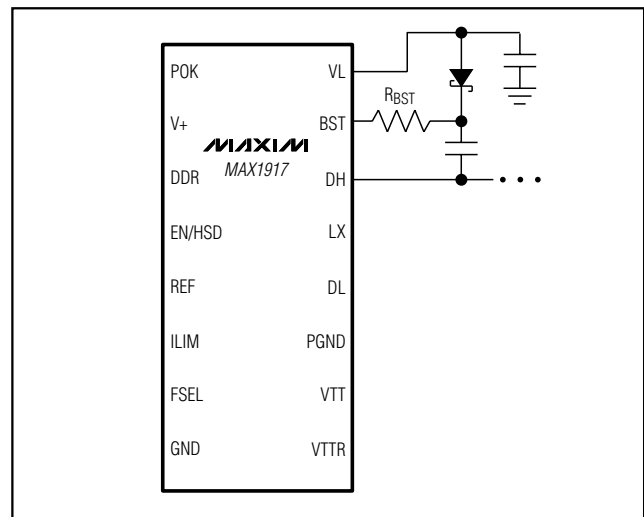 POK VL
V+ BST
RBST
MAXIM
MAX1917
DDR DH
EN/HSD LX
REF DL
ILIM PGND
FSEL VTT
GND VTTR